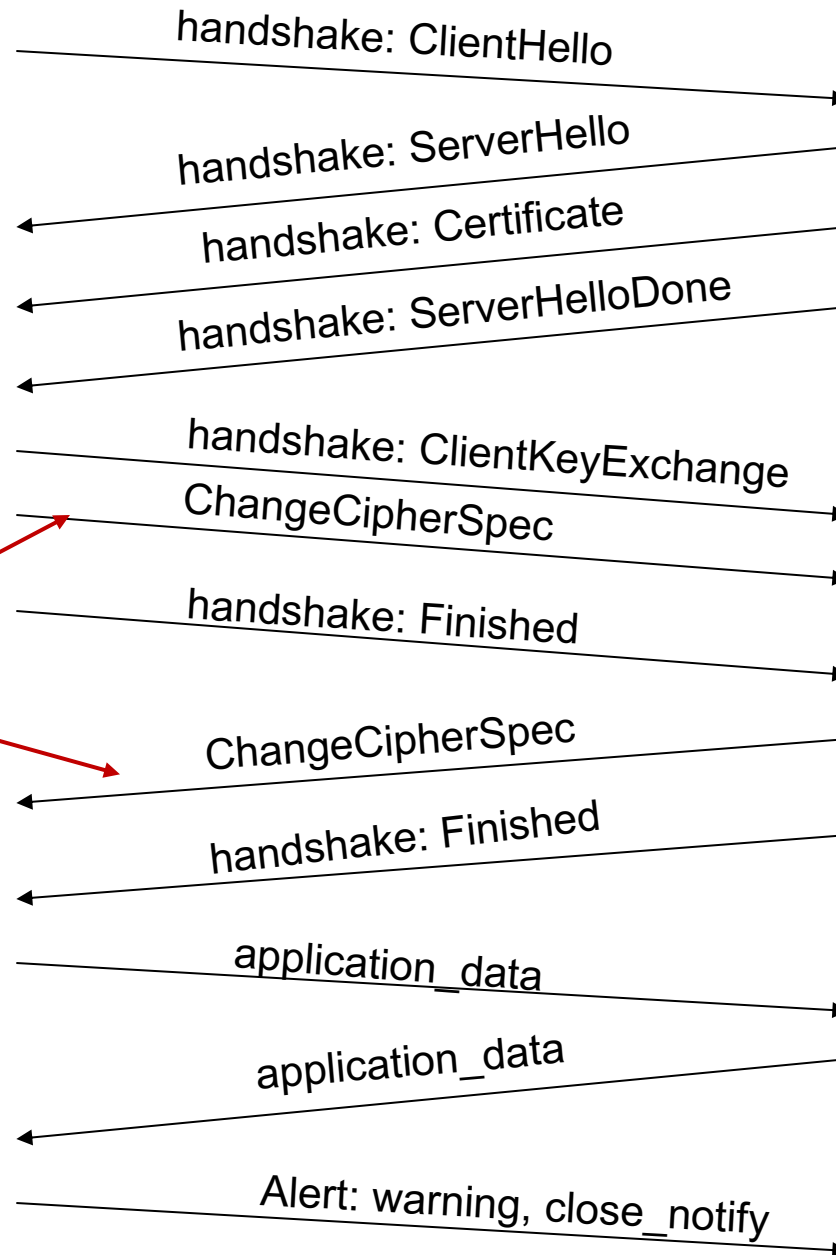 handshake: ClientHello
handshake: ServerHello
handshake: Certificate
handshake: ServerHelloDone
handshake: ClientKeyExchange
ChangeCipherSpec
handshake: Finished
ChangeCipherSpec
handshake: Finished
application_data
application_data
Alert: warning, close_notify